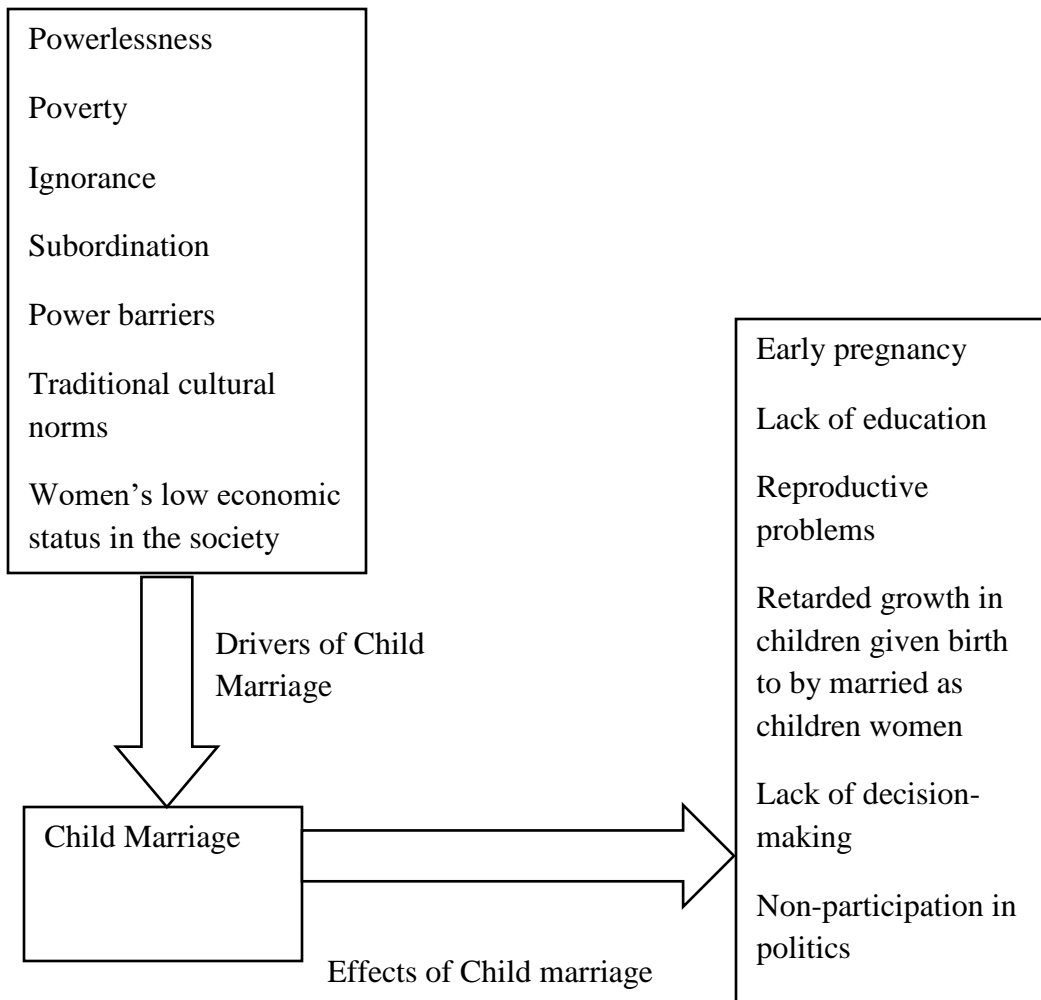 Powerlessness
Poverty
Ignorance
Subordination
Power barriers
Traditional cultural
norms
Women’s low economic
status in the society
Drivers of Child
Marriage
Child Marriage
Effects of Child marriage
Early pregnancy
Lack of education
Reproductive
problems
Retarded growth in
children given birth
to by married as
children women
Lack of decision-
making
Non-participation in
politics